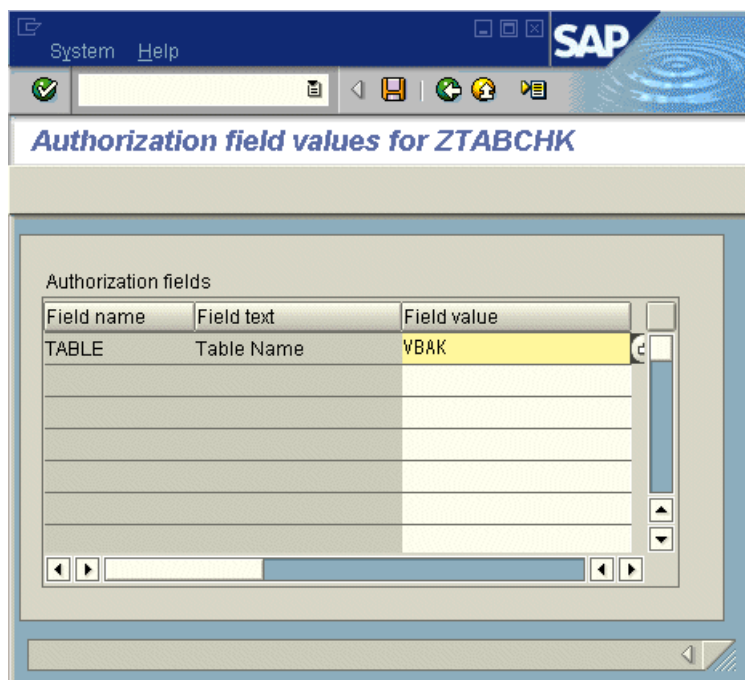 System Help
SAP
Authorization field values for ZTABCHK
Authorization fields
Field name Field text Field value
TABLE Table Name VBAK